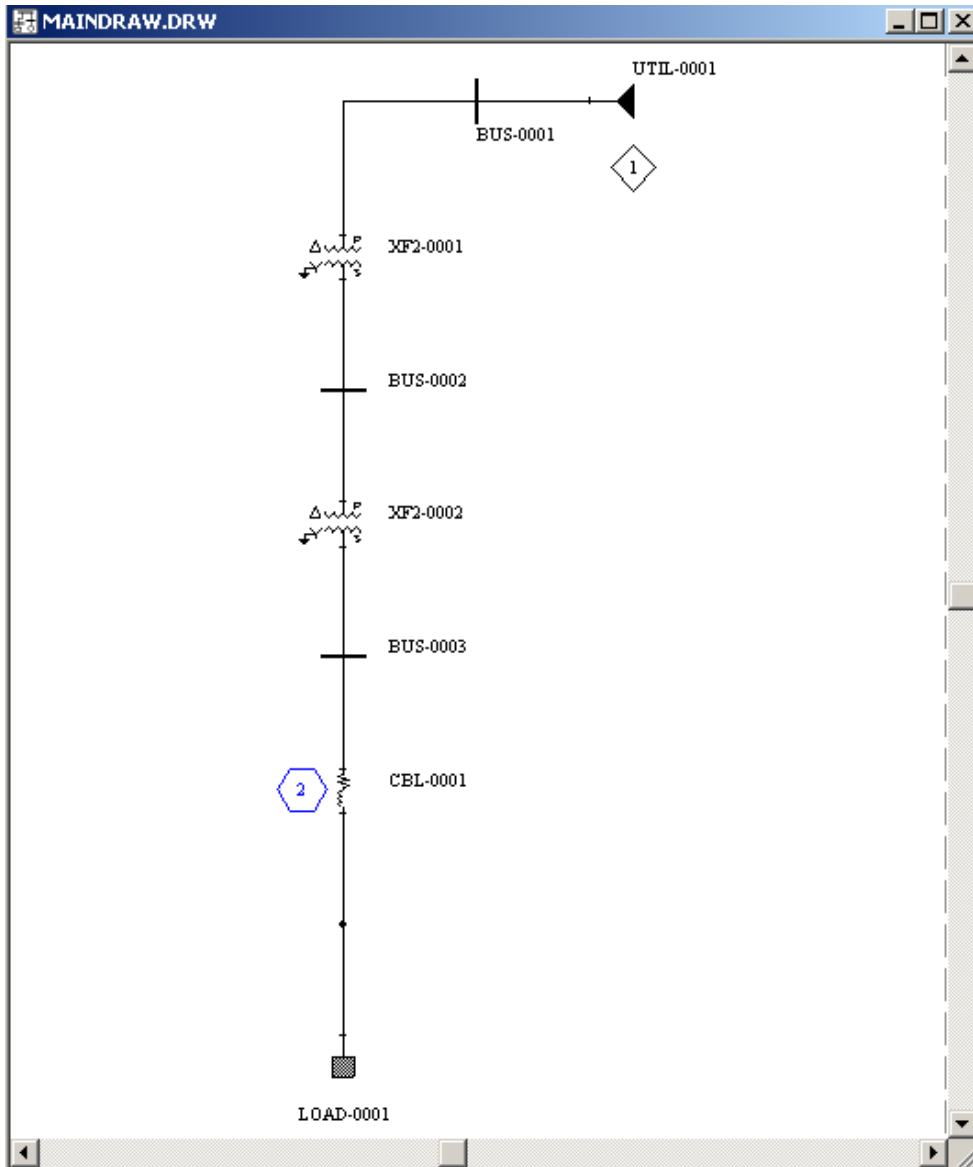 MAINDRAW.DRW
UTIL-0001
BUS-0001
1
P
XF2-0001
S
BUS-0002
P
XF2-0002
S
BUS-0003
2
CBL-0001
LOAD-0001